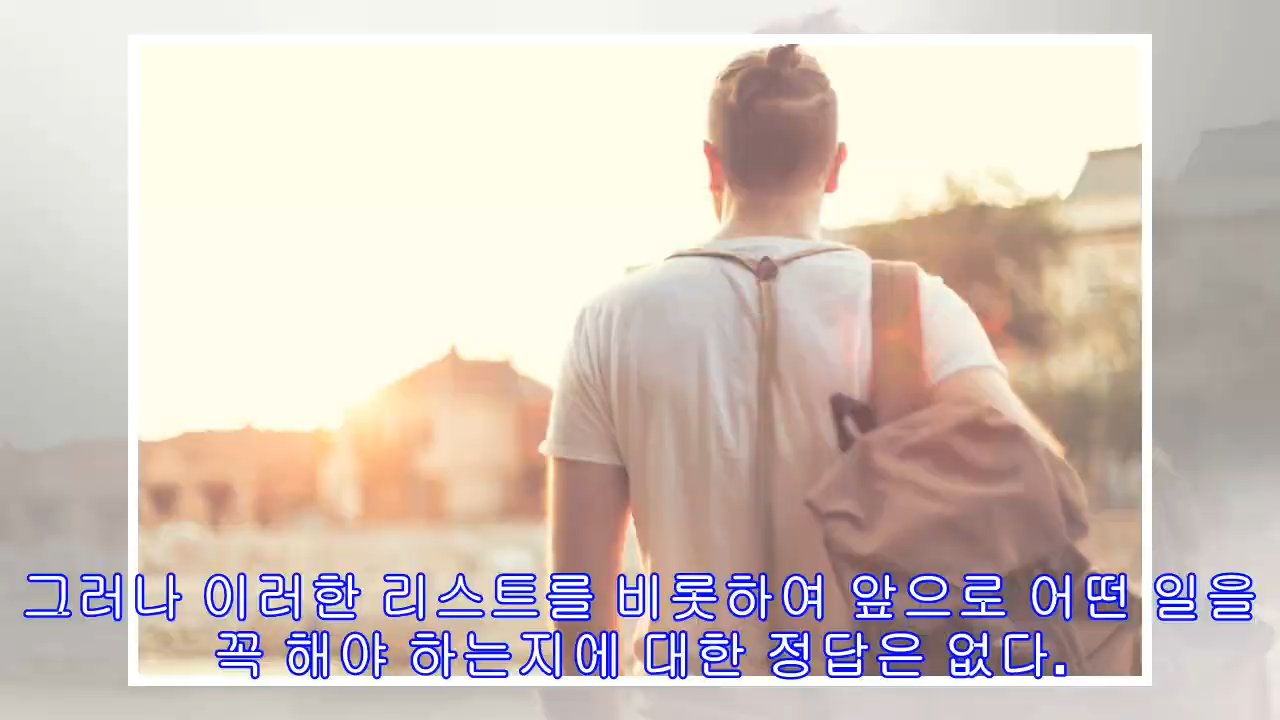 그러나 이러한 리스트를 비롯하여 앞으로 어떤 일을
꼭 해야 하는지에 대한 정답은 없다.